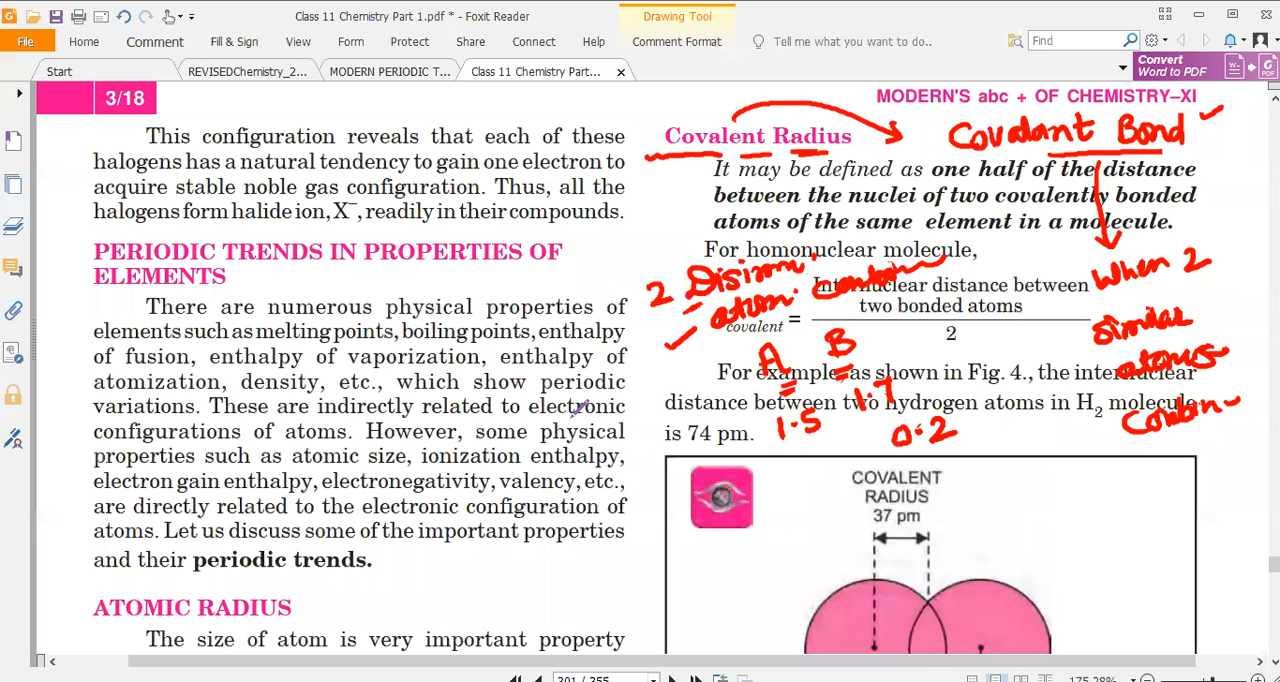 Class 11 Chemistry Part 1.pdf * - Foxit Reader
Drawing Tool
File
Home
Comment
Fill & Sign
View
Form
Protect
Share
Connect
Help
Comment Format
Tell me what you want to do..
Find
Start
REVISEDChemistry_2...
MODERN PERIODIC T...
Class 11 Chemistry Part...
Convert
Word to PDF
3/18
This configuration reveals that each of these
halogens has a natural tendency to gain one electron to
acquire stable noble gas configuration. Thus, all the
halogens form halide ion, X⁻, readily in their compounds.
PERIODIC TRENDS IN PROPERTIES OF
ELEMENTS
There are numerous physical properties of
elements such as melting points, boiling points, enthalpy
of fusion, enthalpy of vaporization, enthalpy of
atomization, density, etc., which show periodic
variations. These are indirectly related to electronic
configurations of atoms. However, some physical
properties such as atomic size, ionization enthalpy,
electron gain enthalpy, electronegativity, valency, etc.,
are directly related to the electronic configuration of
atoms. Let us discuss some of the important properties
and their periodic trends.
ATOMIC RADIUS
The size of atom is very important property
MODERN'S abc + OF CHEMISTRY–XI
Covalent Radius
Covalant Bond
It may be defined as one half of the distance
between the nuclei of two covalently bonded
atoms of the same element in a molecule.
For homonuclear molecule,
When 2
similar
atoms
Combin
2
atom
Internuclear distance between
two bonded atoms
covalent =
2
A
B
1.5
1.7
0.2
For example, as shown in Fig. 4., the internuclear
distance between two hydrogen atoms in H₂ molecule
is 74 pm.
COVALENT
RADIUS
37 pm
201 / 355
175.28%